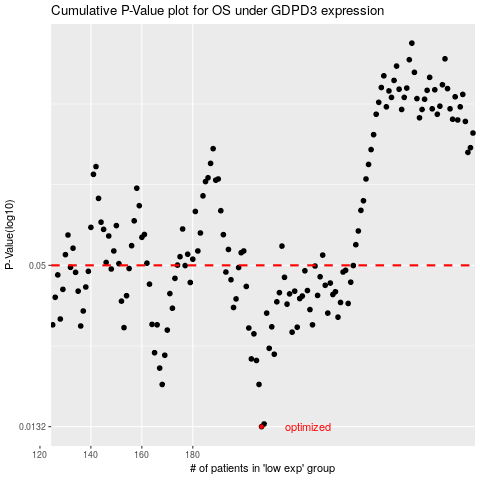 Cumulative P-Value plot for OS under GDPD3 expression
P-Value(log10)
0.05
0.0132
optimized
120 140 160 180
# of patients in 'low exp' group